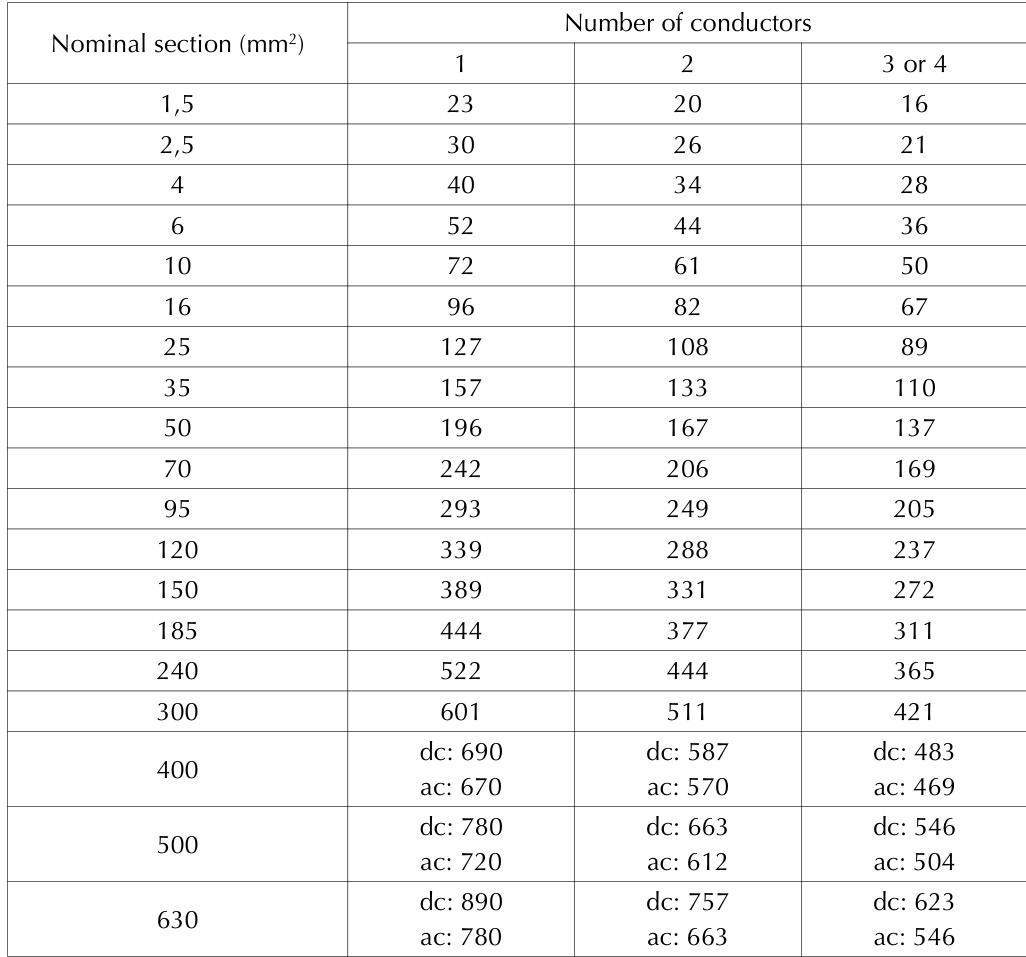 Nominal section (mm²) Number of conductors
1 2 3 or 4
1,5 23 20 16
2,5 30 26 21
4 40 34 28
6 52 44 36
10 72 61 50
16 96 82 67
25 127 108 89
35 157 133 110
50 196 167 137
70 242 206 169
95 293 249 205
120 339 288 237
150 389 331 272
185 444 377 311
240 522 444 365
300 601 511 421
400 dc: 690 dc: 587 dc: 483
ac: 670 ac: 570 ac: 469
500 dc: 780 dc: 663 dc: 546
ac: 720 ac: 612 ac: 504
630 dc: 890 dc: 757 dc: 623
ac: 780 ac: 663 ac: 546